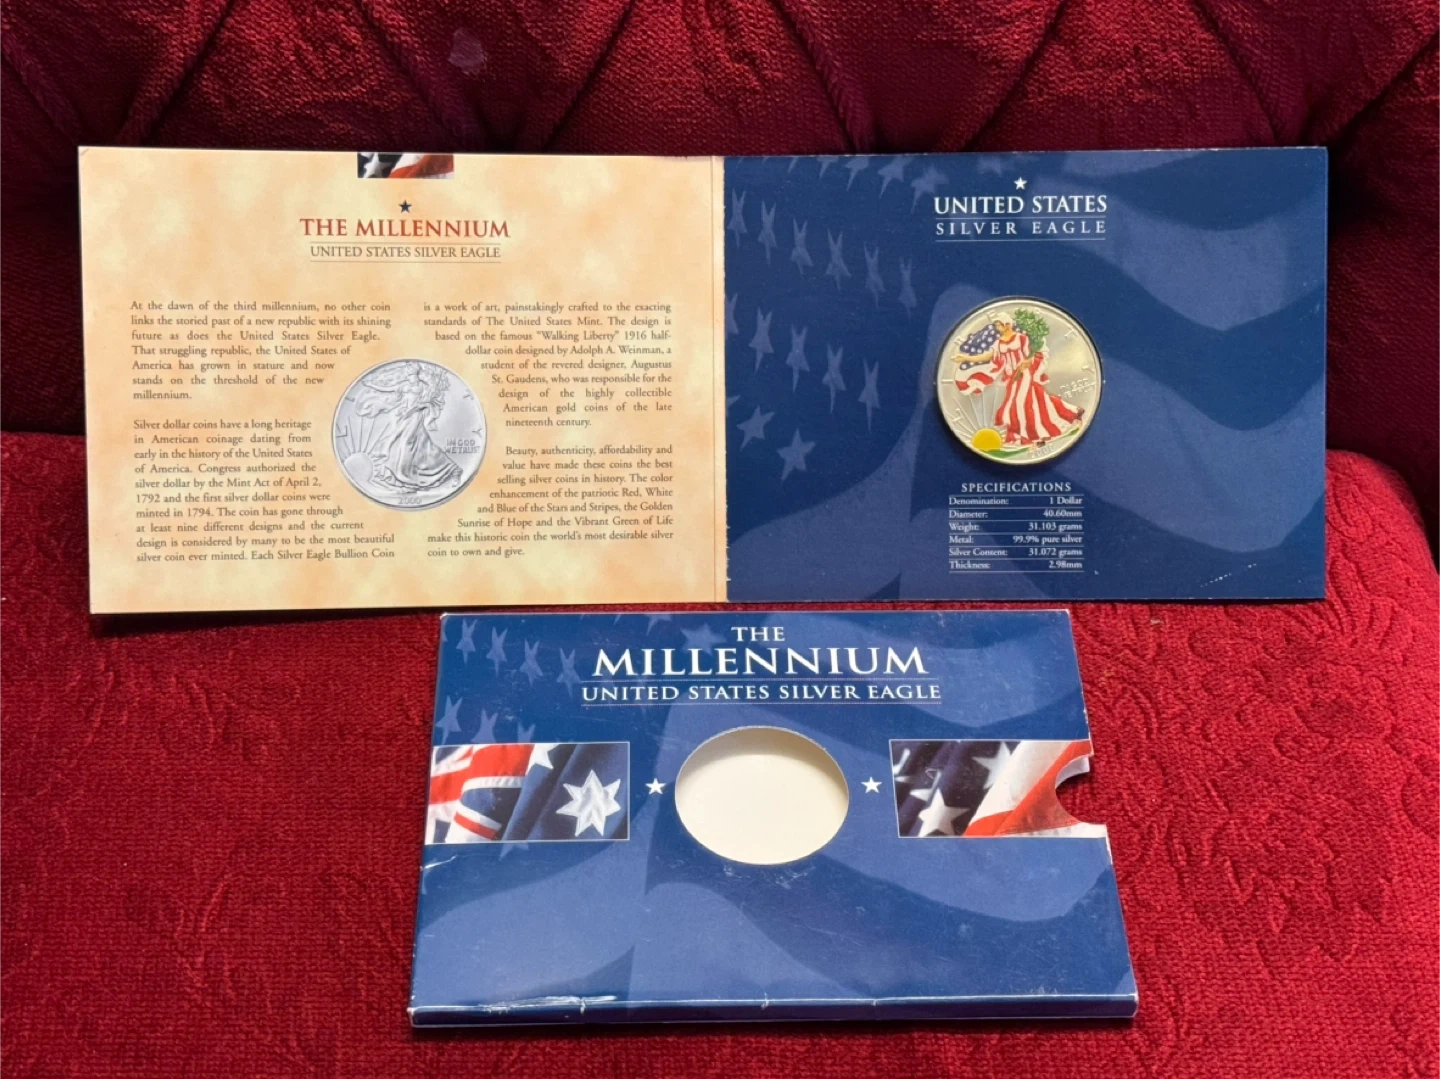 THE MILLENNIUM
UNITED STATES SILVER EAGLE
At the dawn of the third millennium, no other coin
links the storied past of a new republic with its shining
future as does the United States Silver Eagle.
That struggling republic, the United States of
America has grown in stature and now
stands on the threshold of the new
millennium.
Silver dollar coins have a long heritage
in American coinage dating from
early in the history of the United States
of America. Congress authorized the
silver dollar by the Mint Act of April 2,
1792 and the first silver dollar coins were
minted in 1794. The coin has gone through
at least nine different designs and the current
design is considered by many to be the most beautiful
silver coin ever minted. Each Silver Eagle Bullion Coin
is a work of art, painstakingly crafted to the exacting
standards of The United States Mint. The design is
based on the famous "Walking Liberty" 1916 half-
dollar coin designed by Adolph A. Weinman, a
student of the revered designer, Augustus
St. Gaudens, who was responsible for the
design of the highly collectible
American gold coins of the late
nineteenth century.
Beauty, authenticity, affordability and
value have made these coins the best
selling silver coins in history. The color
enhancement of the patriotic Red, White
and Blue of the Stars and Stripes, the Golden
Sunrise of Hope and the Vibrant Green of Life
make this historic coin the world's most desirable silver
coin to own and give.
IN GOD
WE TRUST
2000
UNITED STATES
SILVER EAGLE
SPECIFICATIONS
Denomination: 1 Dollar
Diameter: 40.60mm
Weight: 31.103 grams
Metal: 99.9% pure silver
Silver Content: 31.072 grams
Thickness: 2.98mm
THE
MILLENNIUM
UNITED STATES SILVER EAGLE